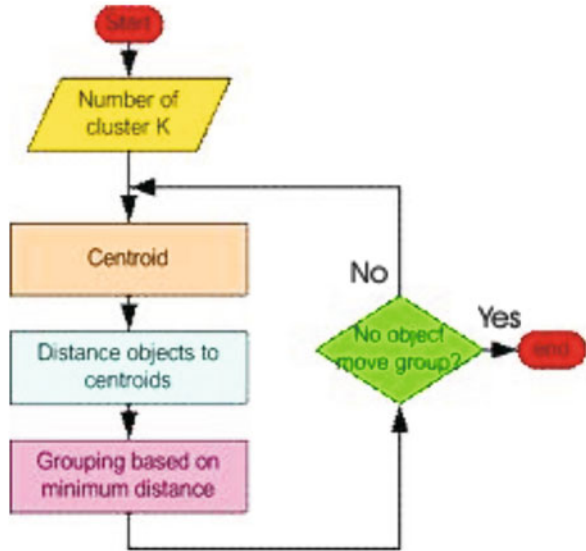 Start
Number of
cluster K
Centroid
Distance objects to
centroids
Grouping based on
minimum distance
No
No object
move group?
Yes
end